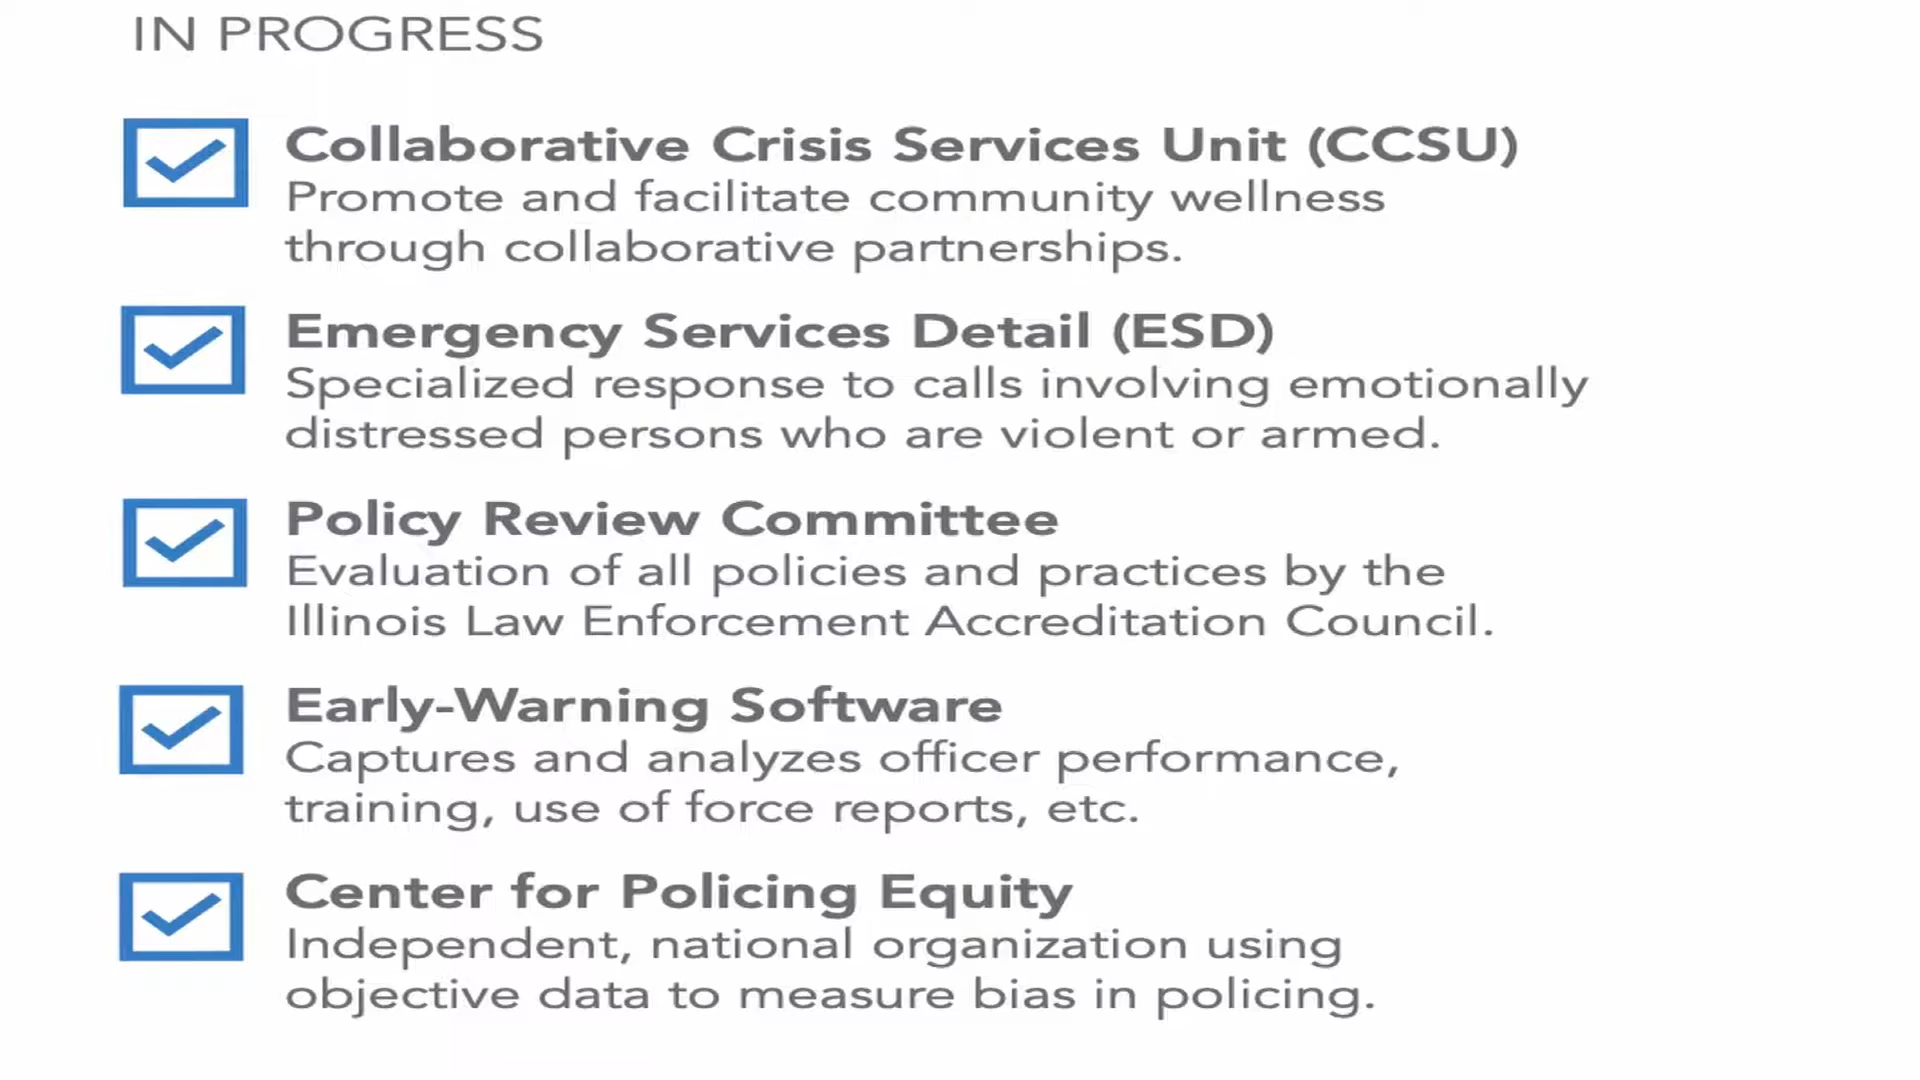 IN PROGRESS
Collaborative Crisis Services Unit (CCSU)
Promote and facilitate community wellness
through collaborative partnerships.
Emergency Services Detail (ESD)
Specialized response to calls involving emotionally
distressed persons who are violent or armed.
Policy Review Committee
Evaluation of all policies and practices by the
Illinois Law Enforcement Accreditation Council.
Early-Warning Software
Captures and analyzes officer performance,
training, use of force reports, etc.
Center for Policing Equity
Independent, national organization using
objective data to measure bias in policing.